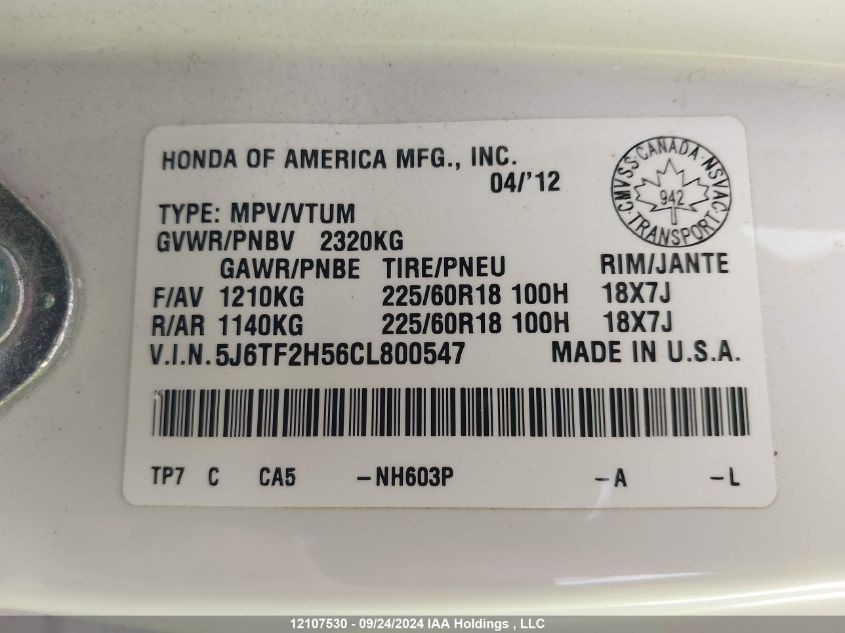 HONDA OF AMERICA MFG., INC.
04/'12
CMVSS CANADA NSVAC
942
TRANSPORT
TYPE: MPV/VTUM
GVWR/PNBV 2320KG
GAWR/PNBE TIRE/PNEU RIM/JANTE
F/AV 1210KG 225/60R18 100H 18X7J
R/AR 1140KG 225/60R18 100H 18X7J
V.I.N. 5J6TF2H56CL800547 MADE IN U.S.A.
TP7 C CA5 -NH603P -A -L
12107530 - 09/24/2024 IAA Holdings , LLC